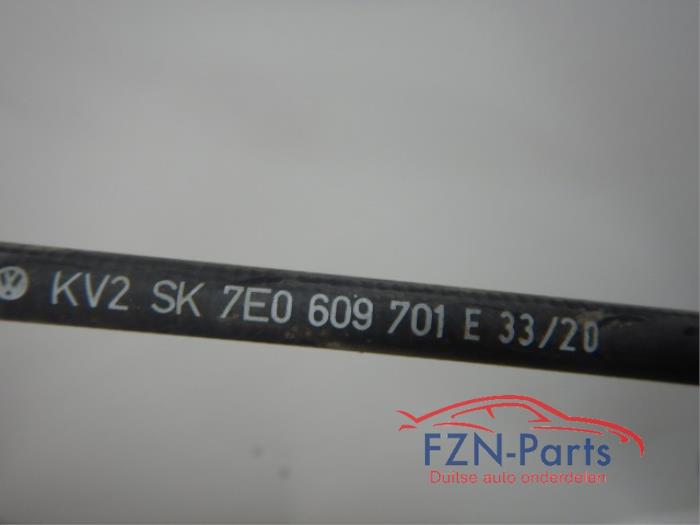 KV2 SK 7E0 609 701 E 33/20
FZN-Parts
Duitse auto onderdelen